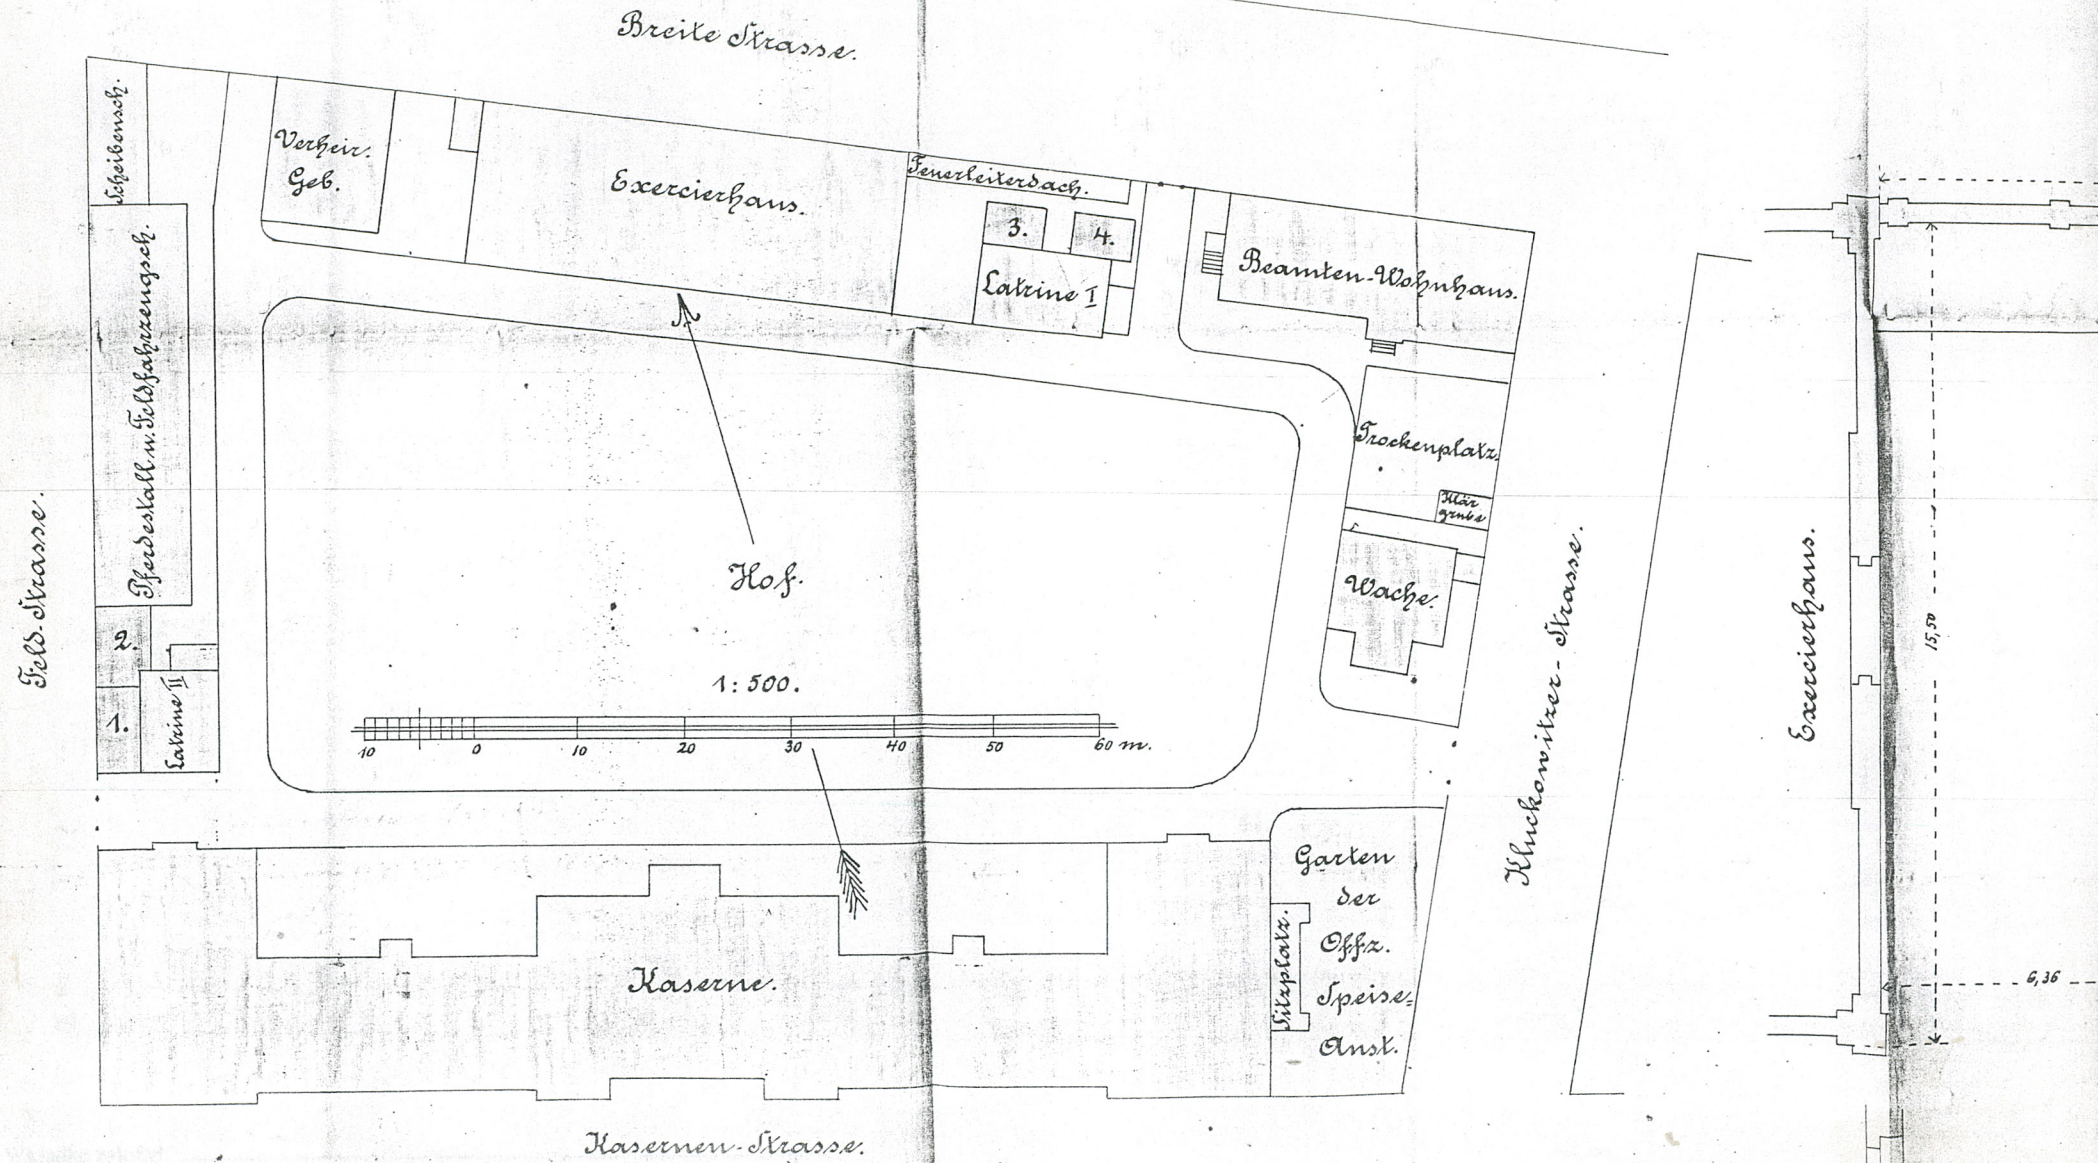 Breite Strasse.
Scheibensch.
Verheir.
Geb.
Exercierhaus.
Feuerleiterdach.
3.
4.
Latrine I
Beamten-Wohnhaus.
Pferdestall u. Feldfahrzeugsch.
Trockenplatz.
Klär
grube
Wache.
Hof.
Feld-Strasse.
2.
1.
Latrine II
1:500.
10 0 10 20 30 40 50 60 m.
Kluckowitzer-Strasse.
Exercierhaus.
15,50
6,36
Kaserne.
Sitzplatz.
Garten
der
Offz.
Speise=
Anst.
Kasernen-Strasse.